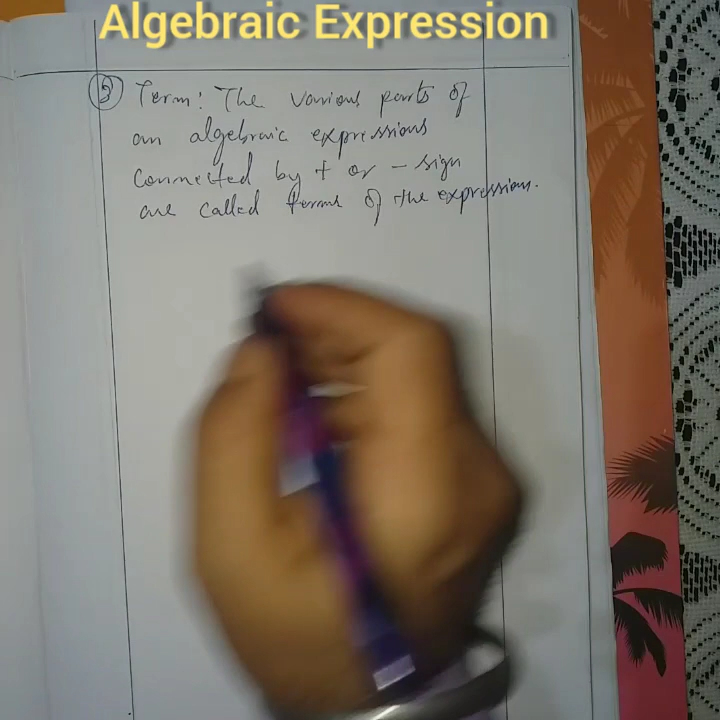 Algebraic Expression
③ Term: The various parts of
an algebraic expressions
connected by + or - sign
are called terms of the expression.